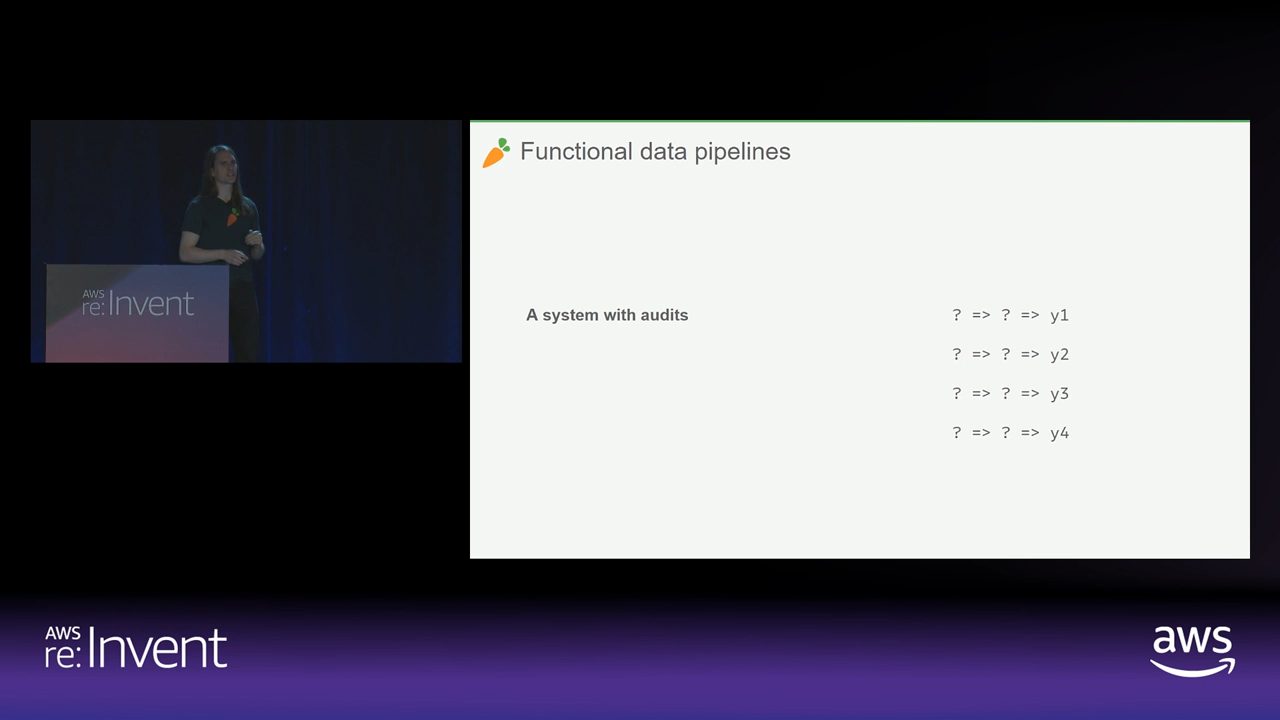 Functional data pipelines
A system with audits
? => ? => y1
? => ? => y2
? => ? => y3
? => ? => y4
AWS
re:Invent
AWS
re:Invent
aws